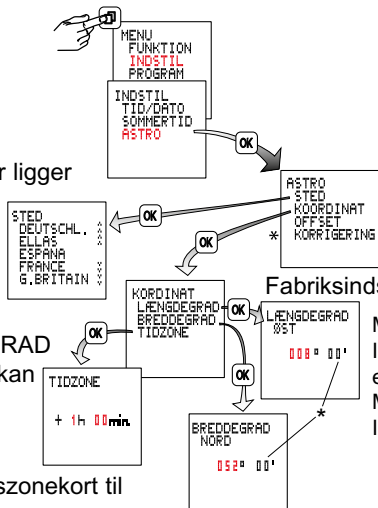 MENU
FUNKTION
INDSTIL
PROGRAM
INDSTIL
TID/DATO
SOMMERTID
ASTRO
OK
r ligger
ASTRO
STED
KOORDINAT
OFFSET
* KORRIGERING
STED
DEUTSCHL.
ELLAS
ESPANA
FRANCE
G.BRITAIN
OK
OK
Fabriksinds
KORDINAT
LÆNGDEGRAD
BREDDEGRAD
TIDZONE
OK
OK
OK
LÆNGDEGRAD
ØST
008° 00'
RAD
kan
TIDZONE
+ 1h 00min.
*
BREDDEGRAD
NORD
052° 00'
szonekort til